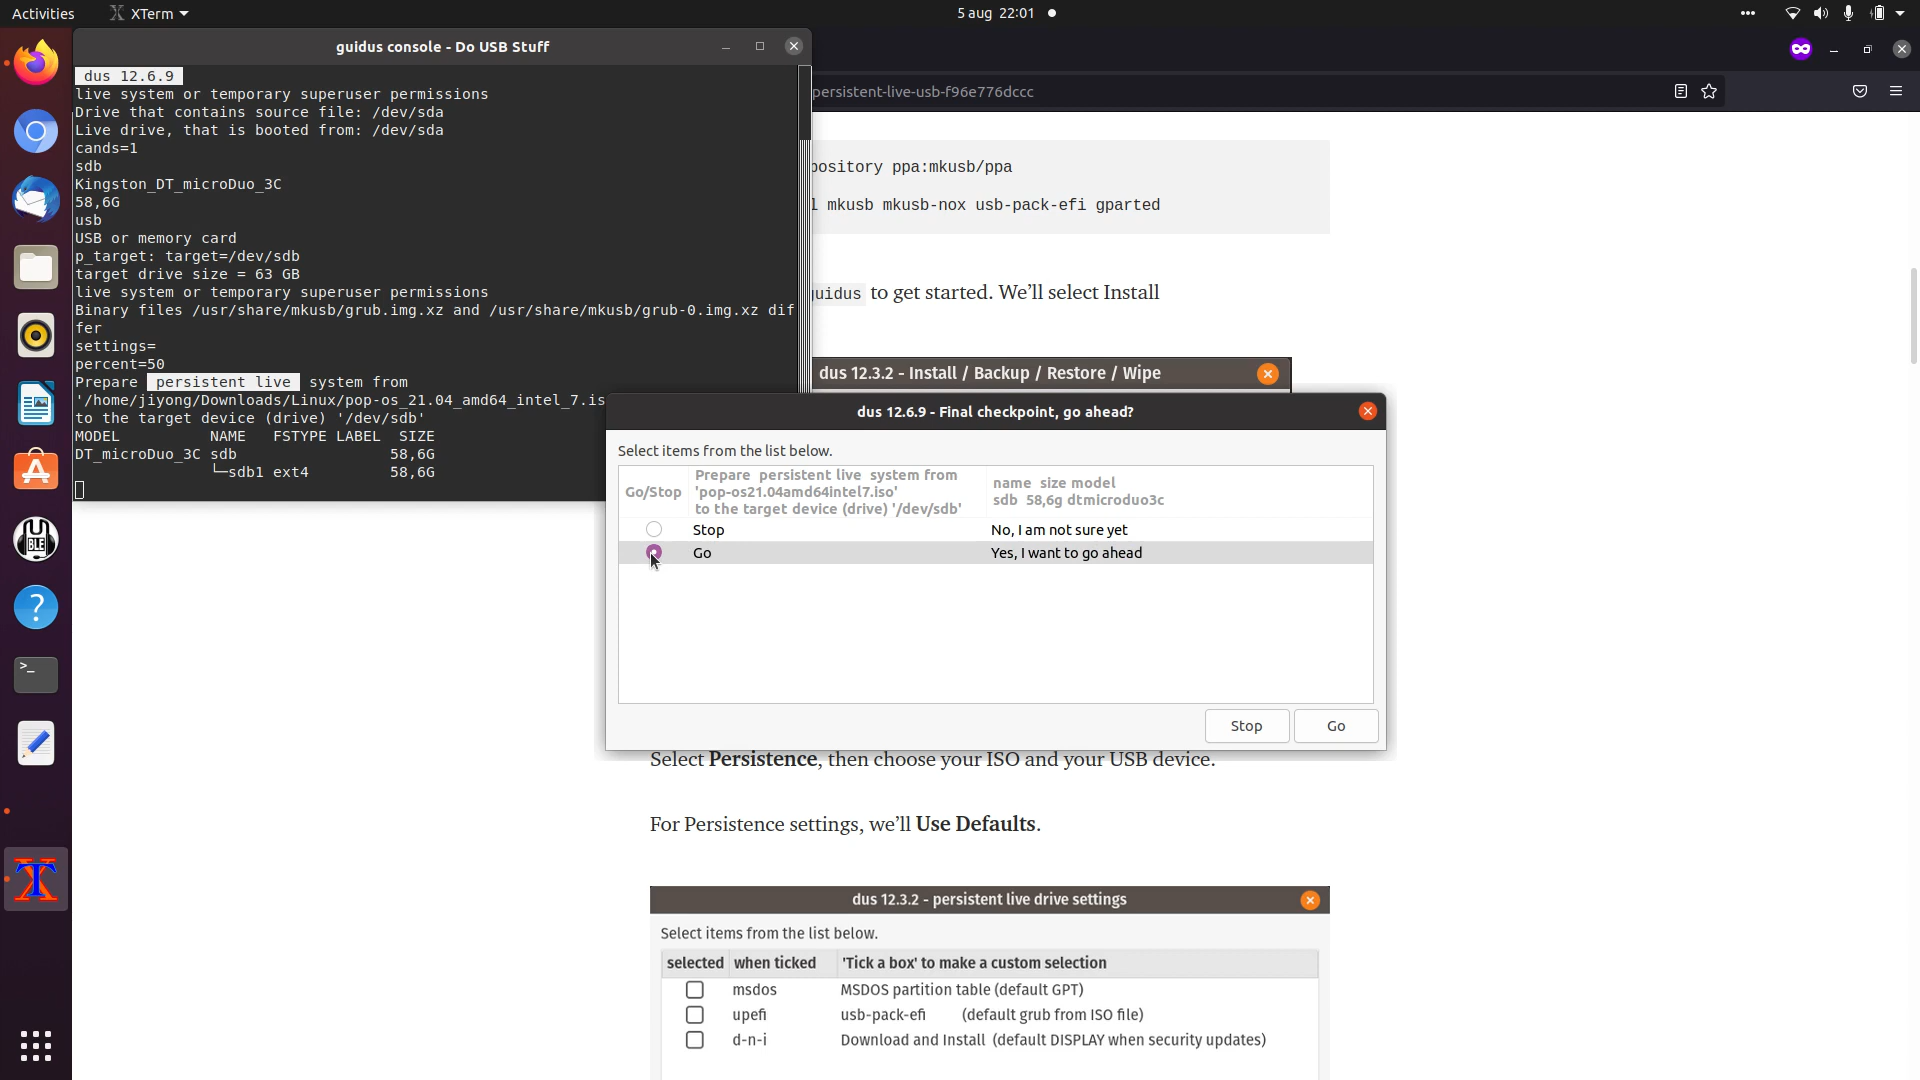 Activities
XTerm
5 aug 22:01
guidus console - Do USB Stuff
dus 12.6.9
live system or temporary superuser permissions
Drive that contains source file: /dev/sda
Live drive, that is booted from: /dev/sda
cands=1
sdb
Kingston_DT_microDuo_3C
58,6G
usb
USB or memory card
p_target: target=/dev/sdb
target drive size = 63 GB
live system or temporary superuser permissions
Binary files /usr/share/mkusb/grub.img.xz and /usr/share/mkusb/grub-0.img.xz dif
fer
settings=
percent=50
Prepare persistent live system from
'/home/jiyong/Downloads/Linux/pop-os_21.04_amd64_intel_7.is
to the target device (drive) '/dev/sdb'
MODEL NAME FSTYPE LABEL SIZE
DT_microDuo_3C sdb 58,6G
└─sdb1 ext4 58,6G
persistent-live-usb-f96e776dccc
pository ppa:mkusb/ppa
l mkusb mkusb-nox usb-pack-efi gparted
guidus to get started. We’ll select Install
dus 12.3.2 - Install / Backup / Restore / Wipe
dus 12.6.9 - Final checkpoint, go ahead?
Select items from the list below.
Go/Stop
Prepare persistent live system from
'pop-os21.04amd64intel7.iso'
to the target device (drive) '/dev/sdb'
name size model
sdb 58,6g dtmicroduo3c
Stop No, I am not sure yet
Go Yes, I want to go ahead
Stop
Go
Select Persistence, then choose your ISO and your USB device.
For Persistence settings, we’ll Use Defaults.
dus 12.3.2 - persistent live drive settings
Select items from the list below.
selected when ticked 'Tick a box' to make a custom selection
msdos MSDOS partition table (default GPT)
upefi usb-pack-efi (default grub from ISO file)
d-n-i Download and Install (default DISPLAY when security updates)
BLE